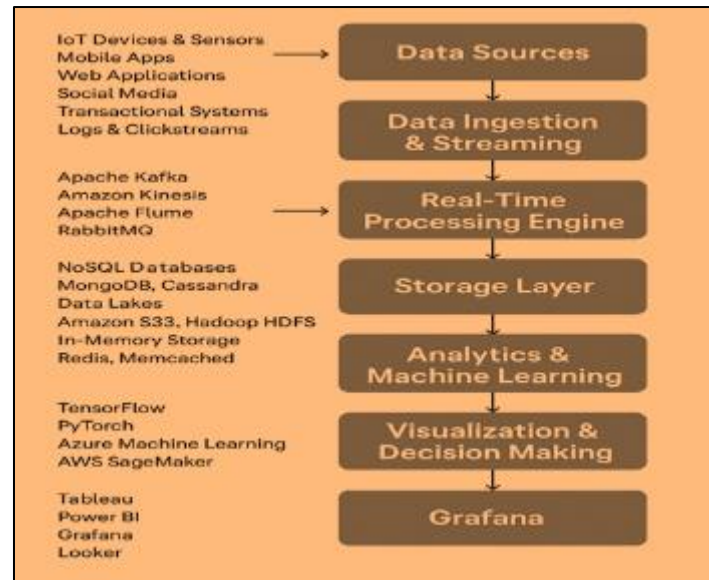 IoT Devices & Sensors
Mobile Apps
Web Applications
Social Media
Transactional Systems
Logs & Clickstreams
Data Sources
Data Ingestion
& Streaming
Apache Kafka
Amazon Kinesis
Apache Flume
RabbitMQ
Real-Time
Processing Engine
NoSQL Databases
MongoDB, Cassandra
Data Lakes
Amazon S33, Hadoop HDFS
In-Memory Storage
Redis, Memcached
Storage Layer
Analytics &
Machine Learning
TensorFlow
PyTorch
Azure Machine Learning
AWS SageMaker
Visualization &
Decision Making
Tableau
Power BI
Grafana
Looker
Grafana